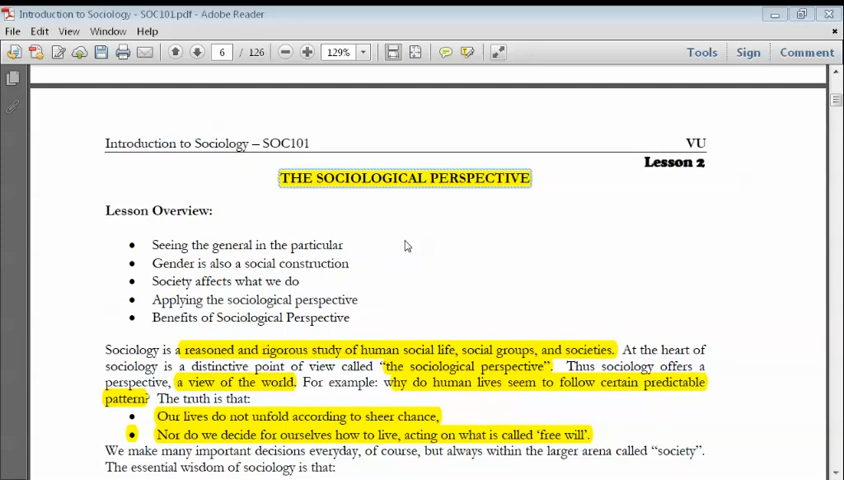 Introduction to Sociology - SOC101.pdf - Adobe Reader
File Edit View Window Help
6 / 126 129% Tools Sign Comment
Introduction to Sociology – SOC101 VU
Lesson 2
THE SOCIOLOGICAL PERSPECTIVE
Lesson Overview:
• Seeing the general in the particular
• Gender is also a social construction
• Society affects what we do
• Applying the sociological perspective
• Benefits of Sociological Perspective
Sociology is a reasoned and rigorous study of human social life, social groups, and societies. At the heart of
sociology is a distinctive point of view called “the sociological perspective”. Thus sociology offers a
perspective, a view of the world. For example: why do human lives seem to follow certain predictable
pattern? The truth is that:
• Our lives do not unfold according to sheer chance,
• Nor do we decide for ourselves how to live, acting on what is called ‘free will’.
We make many important decisions everyday, of course, but always within the larger arena called “society”.
The essential wisdom of sociology is that: